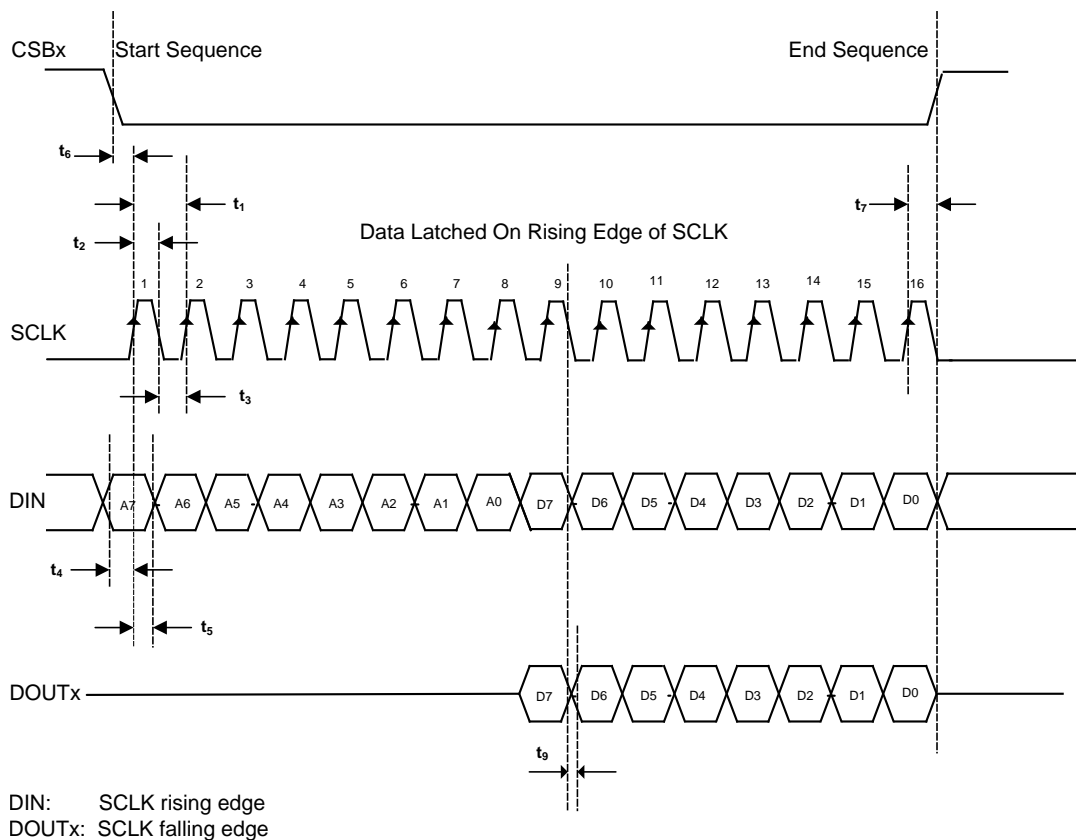 CSBx Start Sequence End Sequence
t6
t1 t7
t2 Data Latched On Rising Edge of SCLK
1 2 3 4 5 6 7 8 9 10 11 12 13 14 15 16
SCLK
t3
DIN A7 A6 A5 A4 A3 A2 A1 A0 D7 D6 D5 D4 D3 D2 D1 D0
t4
t5
DOUTx D7 D6 D5 D4 D3 D2 D1 D0
t9
DIN: SCLK rising edge
DOUTx: SCLK falling edge